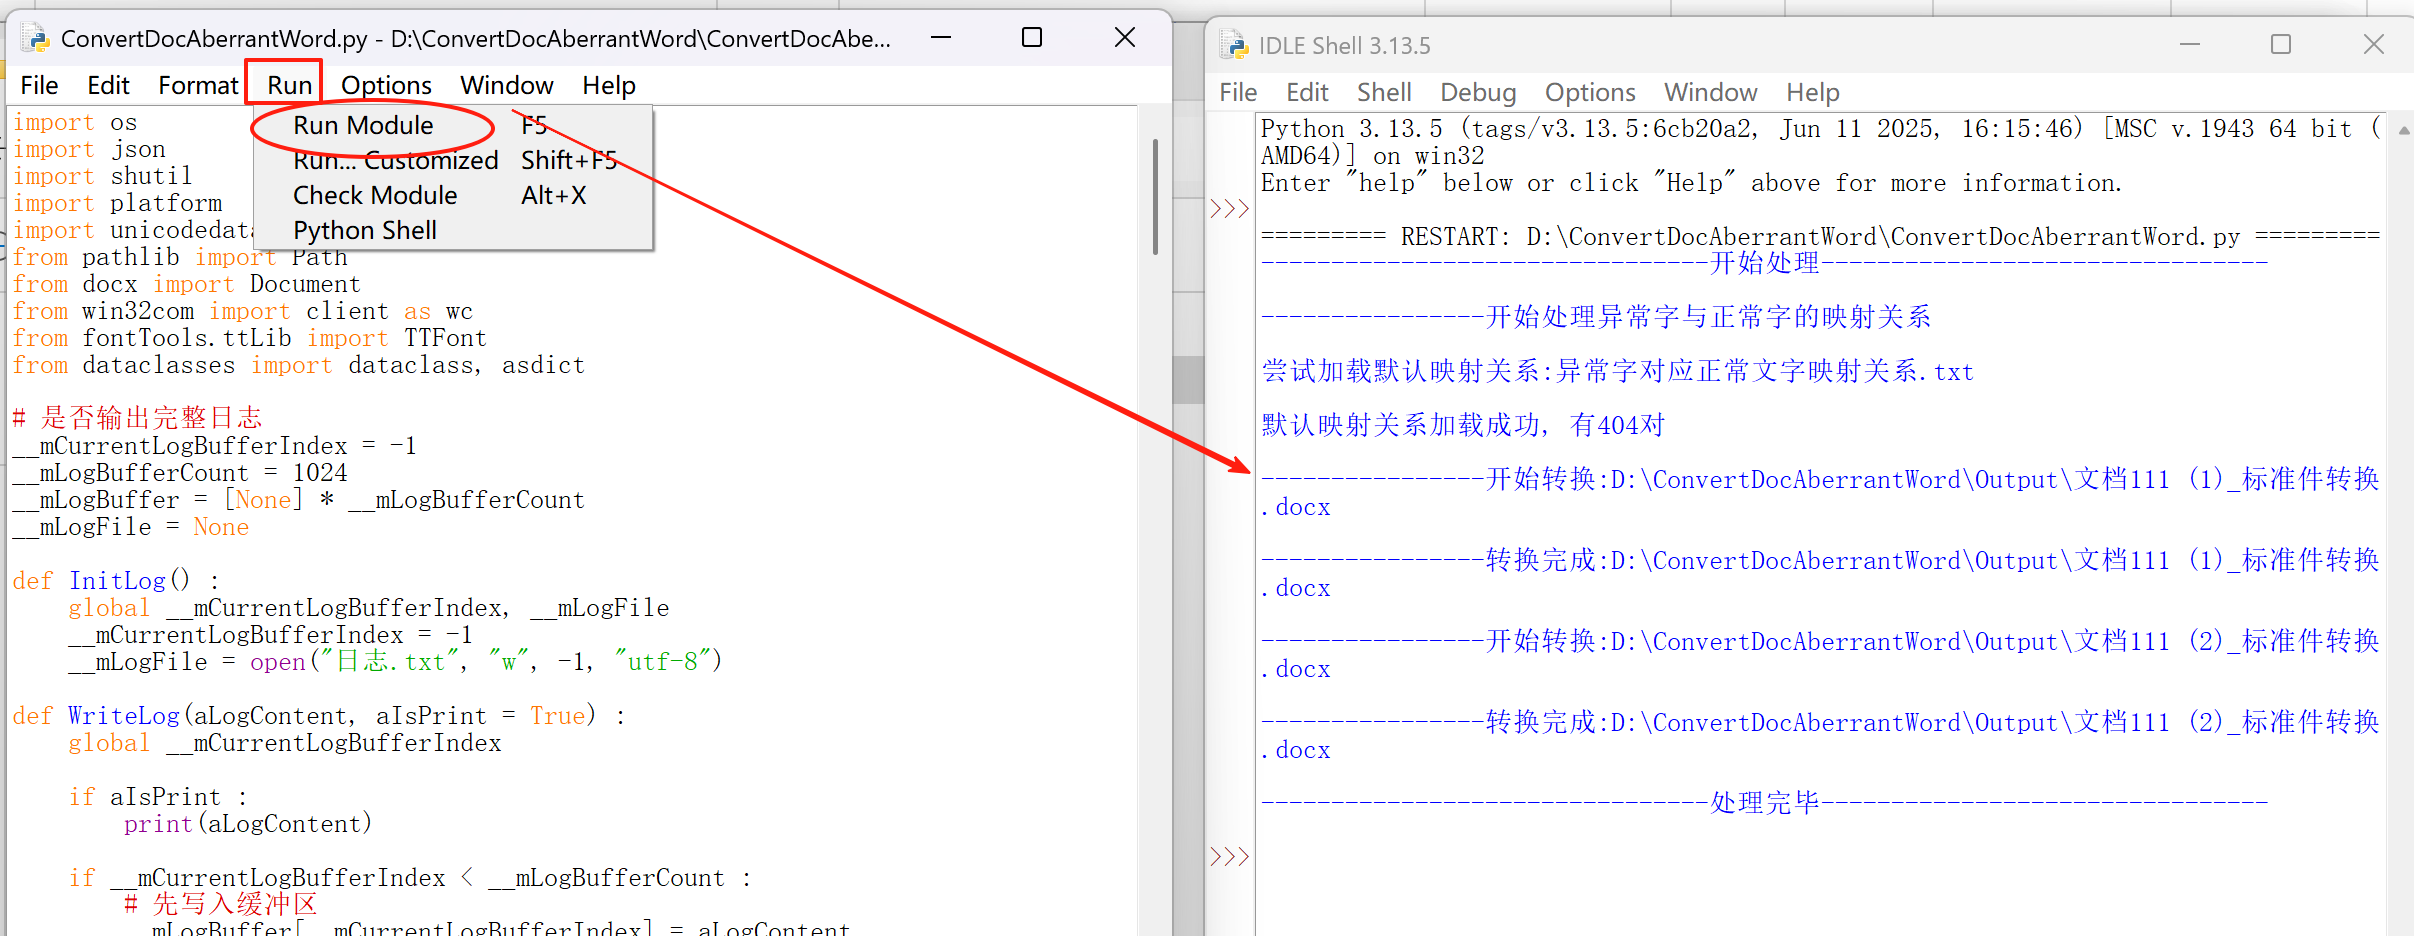 ConvertDocAberrantWord.py - D:\ConvertDocAberrantWord\ConvertDocAbe...
File Edit Format Run Options Window Help
Run Module F5
Run... Customized Shift+F5
Check Module Alt+X
Python Shell
import os
import json
import shutil
import platform
import unicodedata
from pathlib import Path
from docx import Document
from win32com import client as wc
from fontTools.ttLib import TTFont
from dataclasses import dataclass, asdict
# 是否输出完整日志
__mCurrentLogBufferIndex = -1
__mLogBufferCount = 1024
__mLogBuffer = [None] * __mLogBufferCount
__mLogFile = None
def InitLog() :
    global __mCurrentLogBufferIndex, __mLogFile
    __mCurrentLogBufferIndex = -1
    __mLogFile = open("日志.txt", "w", -1, "utf-8")
def WriteLog(aLogContent, aIsPrint = True) :
    global __mCurrentLogBufferIndex
    if aIsPrint :
        print(aLogContent)
    if __mCurrentLogBufferIndex < __mLogBufferCount :
        # 先写入缓冲区
        __mLogBuffer[__mCurrentLogBufferIndex] = aLogContent
IDLE Shell 3.13.5
File Edit Shell Debug Options Window Help
Python 3.13.5 (tags/v3.13.5:6cb20a2, Jun 11 2025, 16:15:46) [MSC v.1943 64 bit (
AMD64)] on win32
Enter "help" below or click "Help" above for more information.
>>>
========= RESTART: D:\ConvertDocAberrantWord\ConvertDocAberrantWord.py =========
--------------------------------开始处理--------------------------------
----------------开始处理异常字与正常字的映射关系
尝试加载默认映射关系:异常字对应正常文字映射关系.txt
默认映射关系加载成功, 有404对
----------------开始转换:D:\ConvertDocAberrantWord\Output\文档111 (1)_标准件转换
.docx
----------------转换完成:D:\ConvertDocAberrantWord\Output\文档111 (1)_标准件转换
.docx
----------------开始转换:D:\ConvertDocAberrantWord\Output\文档111 (2)_标准件转换
.docx
----------------转换完成:D:\ConvertDocAberrantWord\Output\文档111 (2)_标准件转换
.docx
--------------------------------处理完毕--------------------------------
>>>